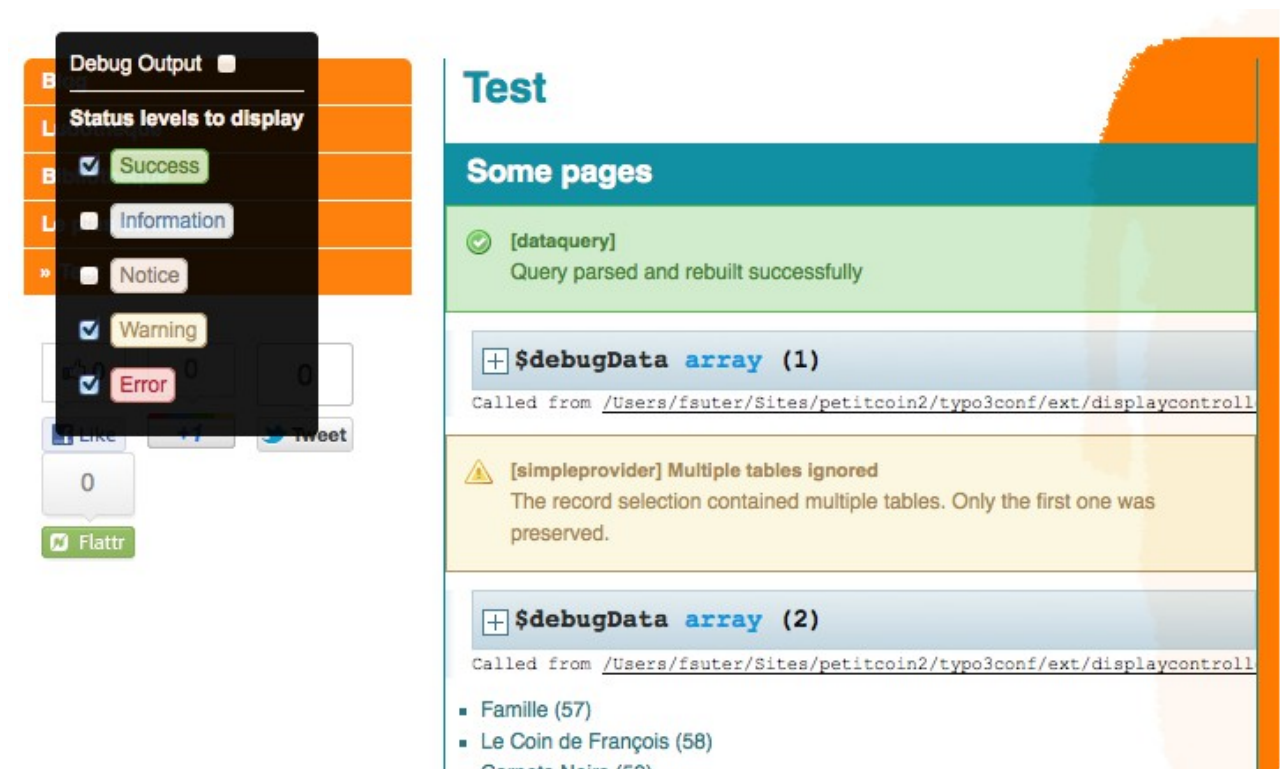 Debug Output
Status levels to display
Success
Information
Notice
Warning
Error
0
0
0
Like
+1
Tweet
0
Flattr
Test
Some pages
[dataquery]
Query parsed and rebuilt successfully
$debugData array (1)
Called from /Users/fsuter/Sites/petitcoin2/typo3conf/ext/displaycontroll
[simpleprovider] Multiple tables ignored
The record selection contained multiple tables. Only the first one was
preserved.
$debugData array (2)
Called from /Users/fsuter/Sites/petitcoin2/typo3conf/ext/displaycontroll
Famille (57)
Le Coin de François (58)